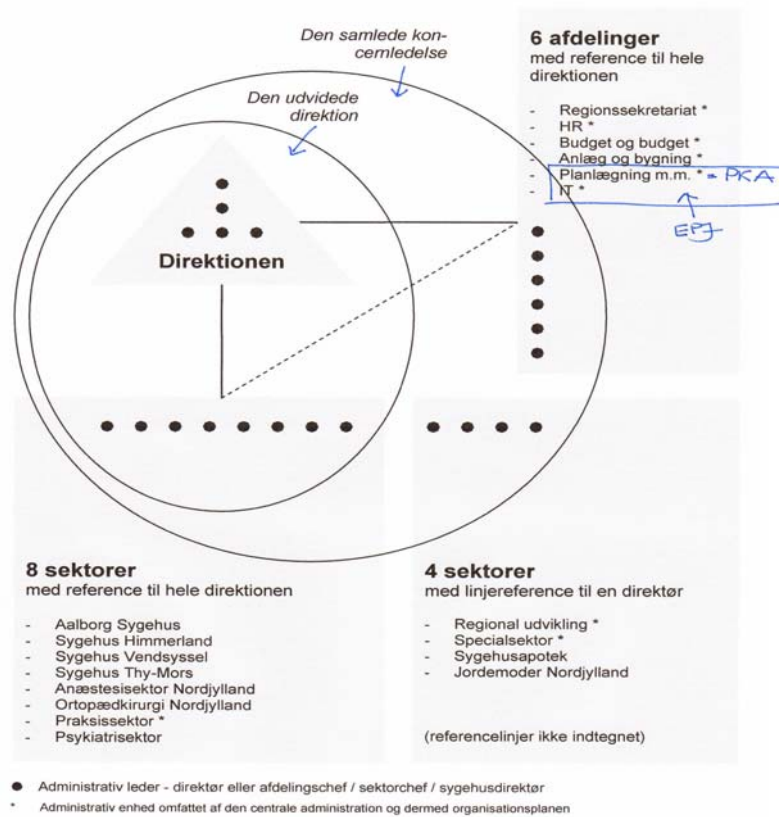 Den samlede kon-
cernledelse
Den udvidede
direktion
6 afdelinger
med reference til hele
direktionen
- Regionssekretariat *
- HR *
- Budget og budget *
- Anlæg og bygning *
- Planlægning m.m. * = PKA
- IT *
EPJ
Direktionen
8 sektorer
med reference til hele direktionen
- Aalborg Sygehus
- Sygehus Himmerland
- Sygehus Vendsyssel
- Sygehus Thy-Mors
- Anæstesisektor Nordjylland
- Ortopædkirurgi Nordjylland
- Praksissektor *
- Psykiatrisektor
4 sektorer
med linjereference til en direktør
- Regional udvikling *
- Specialsektor *
- Sygehusapotek
- Jordemoder Nordjylland
(referencelinjer ikke indtegnet)
● Administrativ leder - direktør eller afdelingschef / sektorchef / sygehusdirektør
* Administrativ enhed omfattet af den centrale administration og dermed organisationsplanen